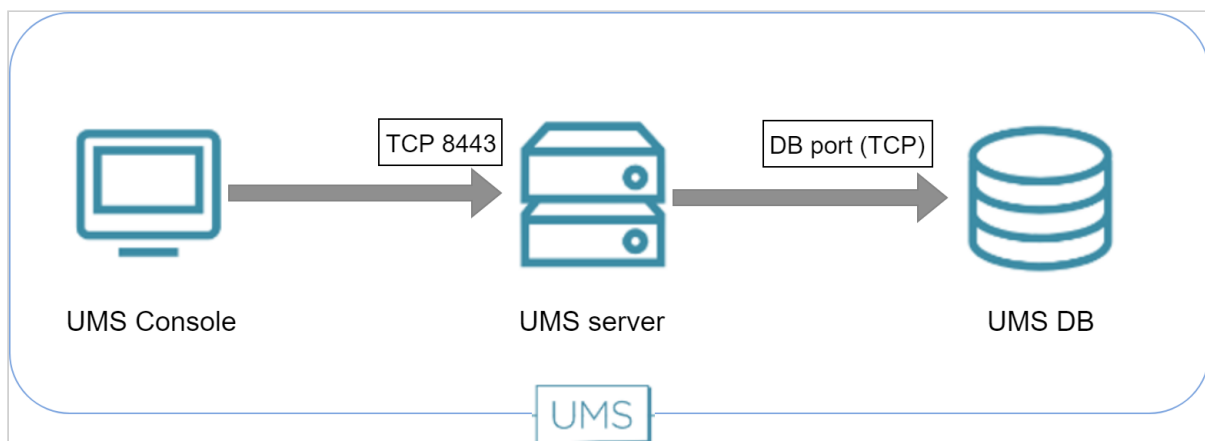 TCP 8443
DB port (TCP)
UMS Console
UMS server
UMS DB
UMS